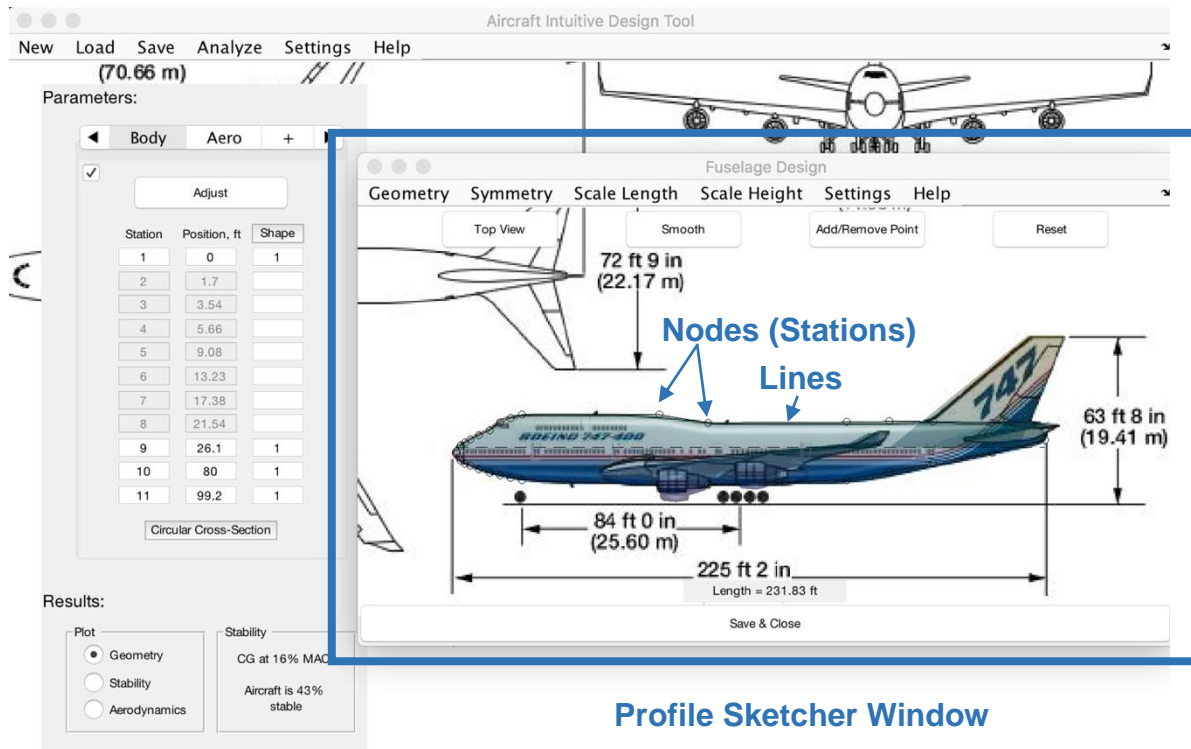 Aircraft Intuitive Design Tool
New Load Save Analyze Settings Help
(70.66 m)
Parameters:
Body Aero +
Adjust
Station Position, ft Shape
1 0 1
2 1.7
3 3.54
4 5.66
5 9.08
6 13.23
7 17.38
8 21.54
9 26.1 1
10 80 1
11 99.2 1
Circular Cross-Section
Results:
Plot
Geometry
Stability
Aerodynamics
Stability
CG at 16% MAC
Aircraft is 43%
stable
Fuselage Design
Geometry Symmetry Scale Length Scale Height Settings Help
Top View Smooth Add/Remove Point Reset
72 ft 9 in
(22.17 m)
Nodes (Stations)
Lines
747
BOEING 747-400
63 ft 8 in
(19.41 m)
84 ft 0 in
(25.60 m)
225 ft 2 in
Length = 231.83 ft
Save & Close
Profile Sketcher Window